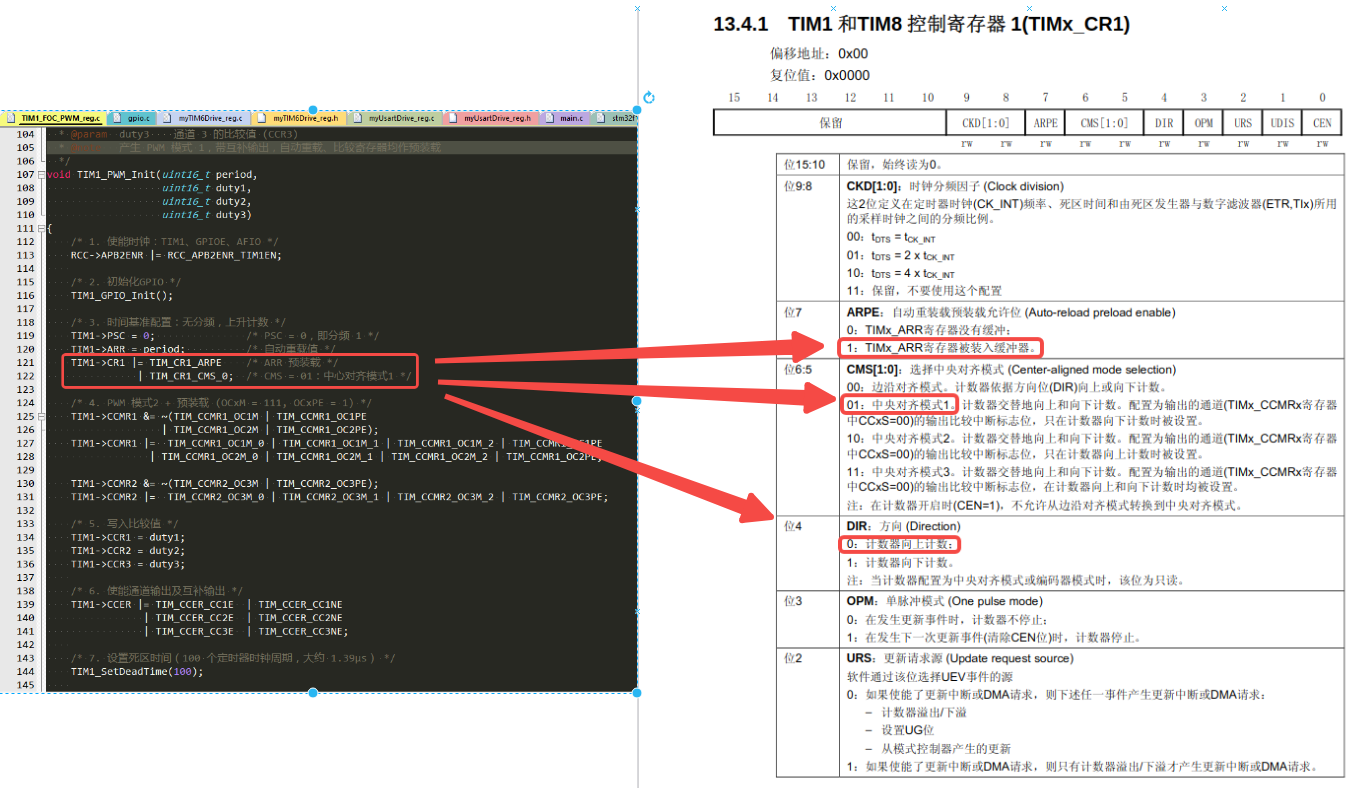 TIM1_FOC_PWM_reg.c gpio.c myTIM6Drive_reg.c myTIM6Drive_reg.h myUsartDrive_reg.c myUsartDrive_reg.h main.c stm32f
104 * @param duty3 通道 3 的比较值 (CCR3)
105 * 产生 PWM 模式 1，带互补输出，自动重载、比较寄存器均作预装载
106 */
107 void TIM1_PWM_Init(uint16_t period,
108 uint16_t duty1,
109 uint16_t duty2,
110 uint16_t duty3)
111 {
112 /* 1. 使能时钟：TIM1、GPIOE、AFIO */
113 RCC->APB2ENR |= RCC_APB2ENR_TIM1EN;
114
115 /* 2. 初始化GPIO */
116 TIM1_GPIO_Init();
117
118 /* 3. 时间基准配置：无分频，上升计数 */
119 TIM1->PSC = 0; /* PSC = 0，即分频 1 */
120 TIM1->ARR = period; /* 自动重载值 */
121 TIM1->CR1 |= TIM_CR1_ARPE /* ARR 预装载 */
122 | TIM_CR1_CMS_0; /* CMS = 01：中心对齐模式1 */
123
124 /* 4. PWM 模式2 + 预装载 (OCxM = 111, OCxPE = 1) */
125 TIM1->CCMR1 &= ~(TIM_CCMR1_OC1M | TIM_CCMR1_OC1PE
126 | TIM_CCMR1_OC2M | TIM_CCMR1_OC2PE);
127 TIM1->CCMR1 |= TIM_CCMR1_OC1M_0 | TIM_CCMR1_OC1M_1 | TIM_CCMR1_OC1M_2 | TIM_CCMR1_OC1PE
128 | TIM_CCMR1_OC2M_0 | TIM_CCMR1_OC2M_1 | TIM_CCMR1_OC2M_2 | TIM_CCMR1_OC2PE;
129
130 TIM1->CCMR2 &= ~(TIM_CCMR2_OC3M | TIM_CCMR2_OC3PE);
131 TIM1->CCMR2 |= TIM_CCMR2_OC3M_0 | TIM_CCMR2_OC3M_1 | TIM_CCMR2_OC3M_2 | TIM_CCMR2_OC3PE;
132
133 /* 5. 写入比较值 */
134 TIM1->CCR1 = duty1;
135 TIM1->CCR2 = duty2;
136 TIM1->CCR3 = duty3;
137
138 /* 6. 使能通道输出及互补输出 */
139 TIM1->CCER |= TIM_CCER_CC1E | TIM_CCER_CC1NE
140 | TIM_CCER_CC2E | TIM_CCER_CC2NE
141 | TIM_CCER_CC3E | TIM_CCER_CC3NE;
142
143 /* 7. 设置死区时间（100 个定时器时钟周期，大约 1.39μs） */
144 TIM1_SetDeadTime(100);
145
13.4.1 TIM1 和TIM8 控制寄存器 1(TIMx_CR1)
偏移地址：0x00
复位值：0x0000
15 14 13 12 11 10 9 8 7 6 5 4 3 2 1 0
保留 CKD[1:0] ARPE CMS[1:0] DIR OPM URS UDIS CEN
rw rw rw rw rw rw rw rw rw rw
位15:10 保留，始终读为0。
位9:8 CKD[1:0]：时钟分频因子 (Clock division)
这2位定义在定时器时钟(CK_INT)频率、死区时间和由死区发生器与数字滤波器(ETR,TIx)所用
的采样时钟之间的分频比例。
00：tDTS = tCK_INT
01：tDTS = 2 x tCK_INT
10：tDTS = 4 x tCK_INT
11：保留，不要使用这个配置
位7 ARPE：自动重装载预装载允许位 (Auto-reload preload enable)
0：TIMx_ARR寄存器没有缓冲；
1：TIMx_ARR寄存器被装入缓冲器。
位6:5 CMS[1:0]：选择中央对齐模式 (Center-aligned mode selection)
00：边沿对齐模式。计数器依据方向位(DIR)向上或向下计数。
01：中央对齐模式1。计数器交替地向上和向下计数。配置为输出的通道(TIMx_CCMRx寄存器
中CCxS=00)的输出比较中断标志位，只在计数器向下计数时被设置。
10：中央对齐模式2。计数器交替地向上和向下计数。配置为输出的通道(TIMx_CCMRx寄存器
中CCxS=00)的输出比较中断标志位，只在计数器向上计数时被设置。
11：中央对齐模式3。计数器交替地向上和向下计数。配置为输出的通道(TIMx_CCMRx寄存器
中CCxS=00)的输出比较中断标志位，在计数器向上和向下计数时均被设置。
注：在计数器开启时(CEN=1)，不允许从边沿对齐模式转换到中央对齐模式。
位4 DIR：方向 (Direction)
0：计数器向上计数；
1：计数器向下计数。
注：当计数器配置为中央对齐模式或编码器模式时，该位为只读。
位3 OPM：单脉冲模式 (One pulse mode)
0：在发生更新事件时，计数器不停止；
1：在发生下一次更新事件(清除CEN位)时，计数器停止。
位2 URS：更新请求源 (Update request source)
软件通过该位选择UEV事件的源
0：如果使能了更新中断或DMA请求，则下述任一事件产生更新中断或DMA请求：
– 计数器溢出/下溢
– 设置UG位
– 从模式控制器产生的更新
1：如果使能了更新中断或DMA请求，则只有计数器溢出/下溢才产生更新中断或DMA请求。